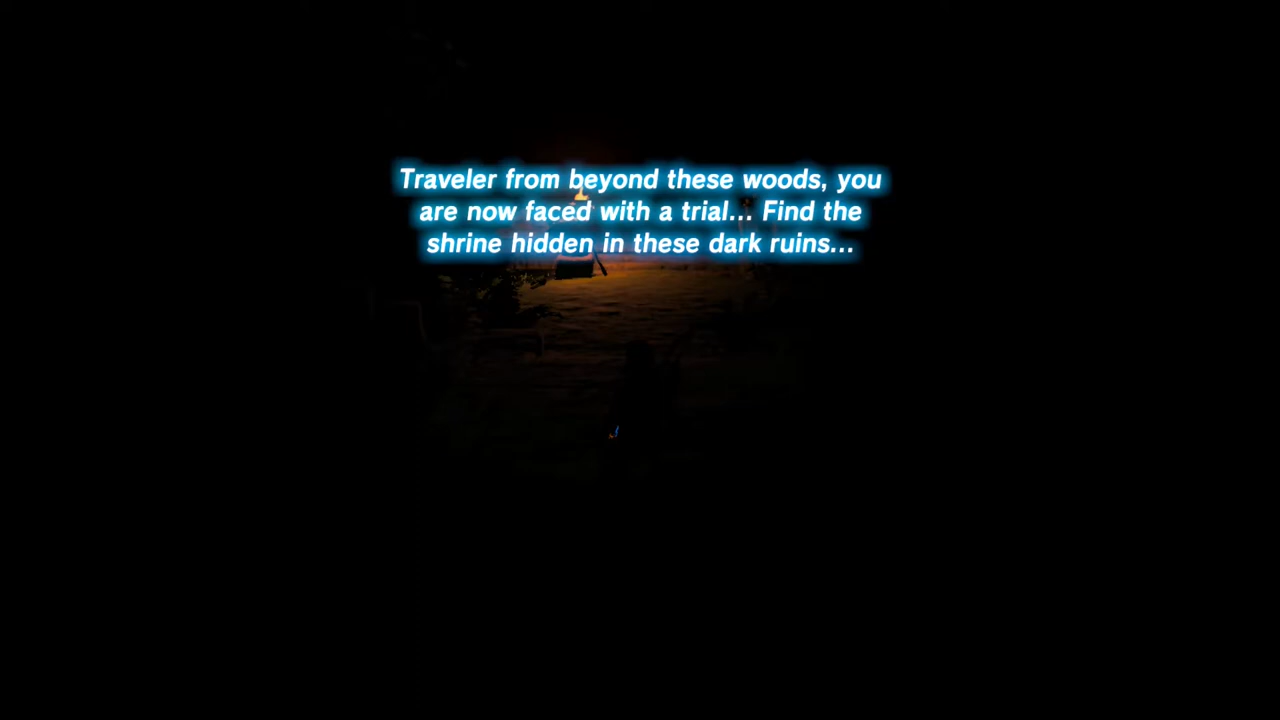 Traveler from beyond these woods, you
are now faced with a trial... Find the
shrine hidden in these dark ruins...